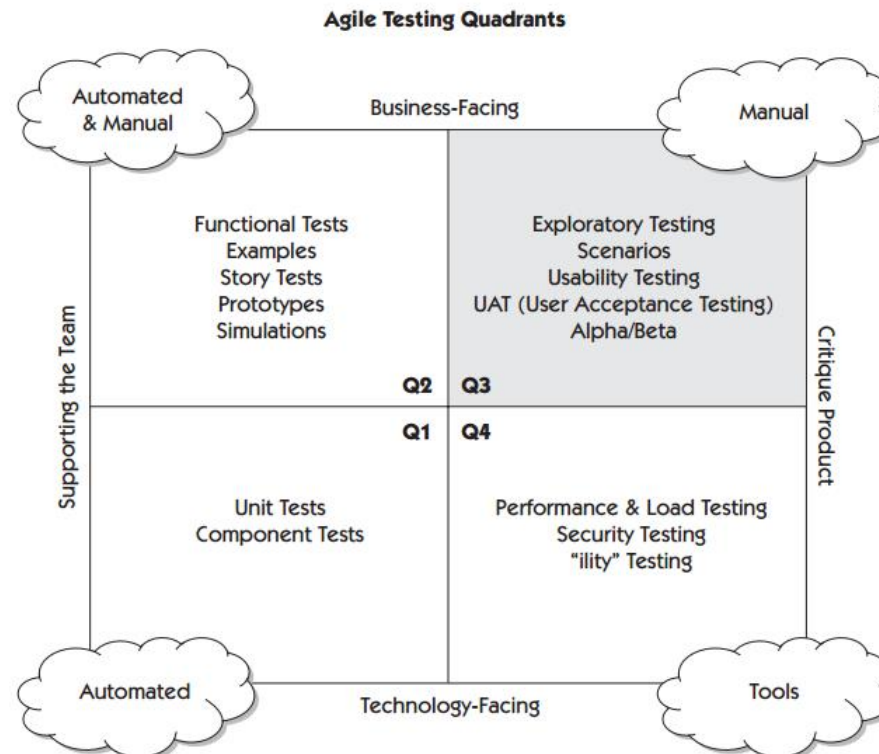 Agile Testing Quadrants
Automated
& Manual
Business-Facing
Manual
Functional Tests
Examples
Story Tests
Prototypes
Simulations
Exploratory Testing
Scenarios
Usability Testing
UAT (User Acceptance Testing)
Alpha/Beta
Supporting the Team
Critique Product
Q2
Q3
Q1
Q4
Unit Tests
Component Tests
Performance & Load Testing
Security Testing
“ility” Testing
Automated
Technology-Facing
Tools